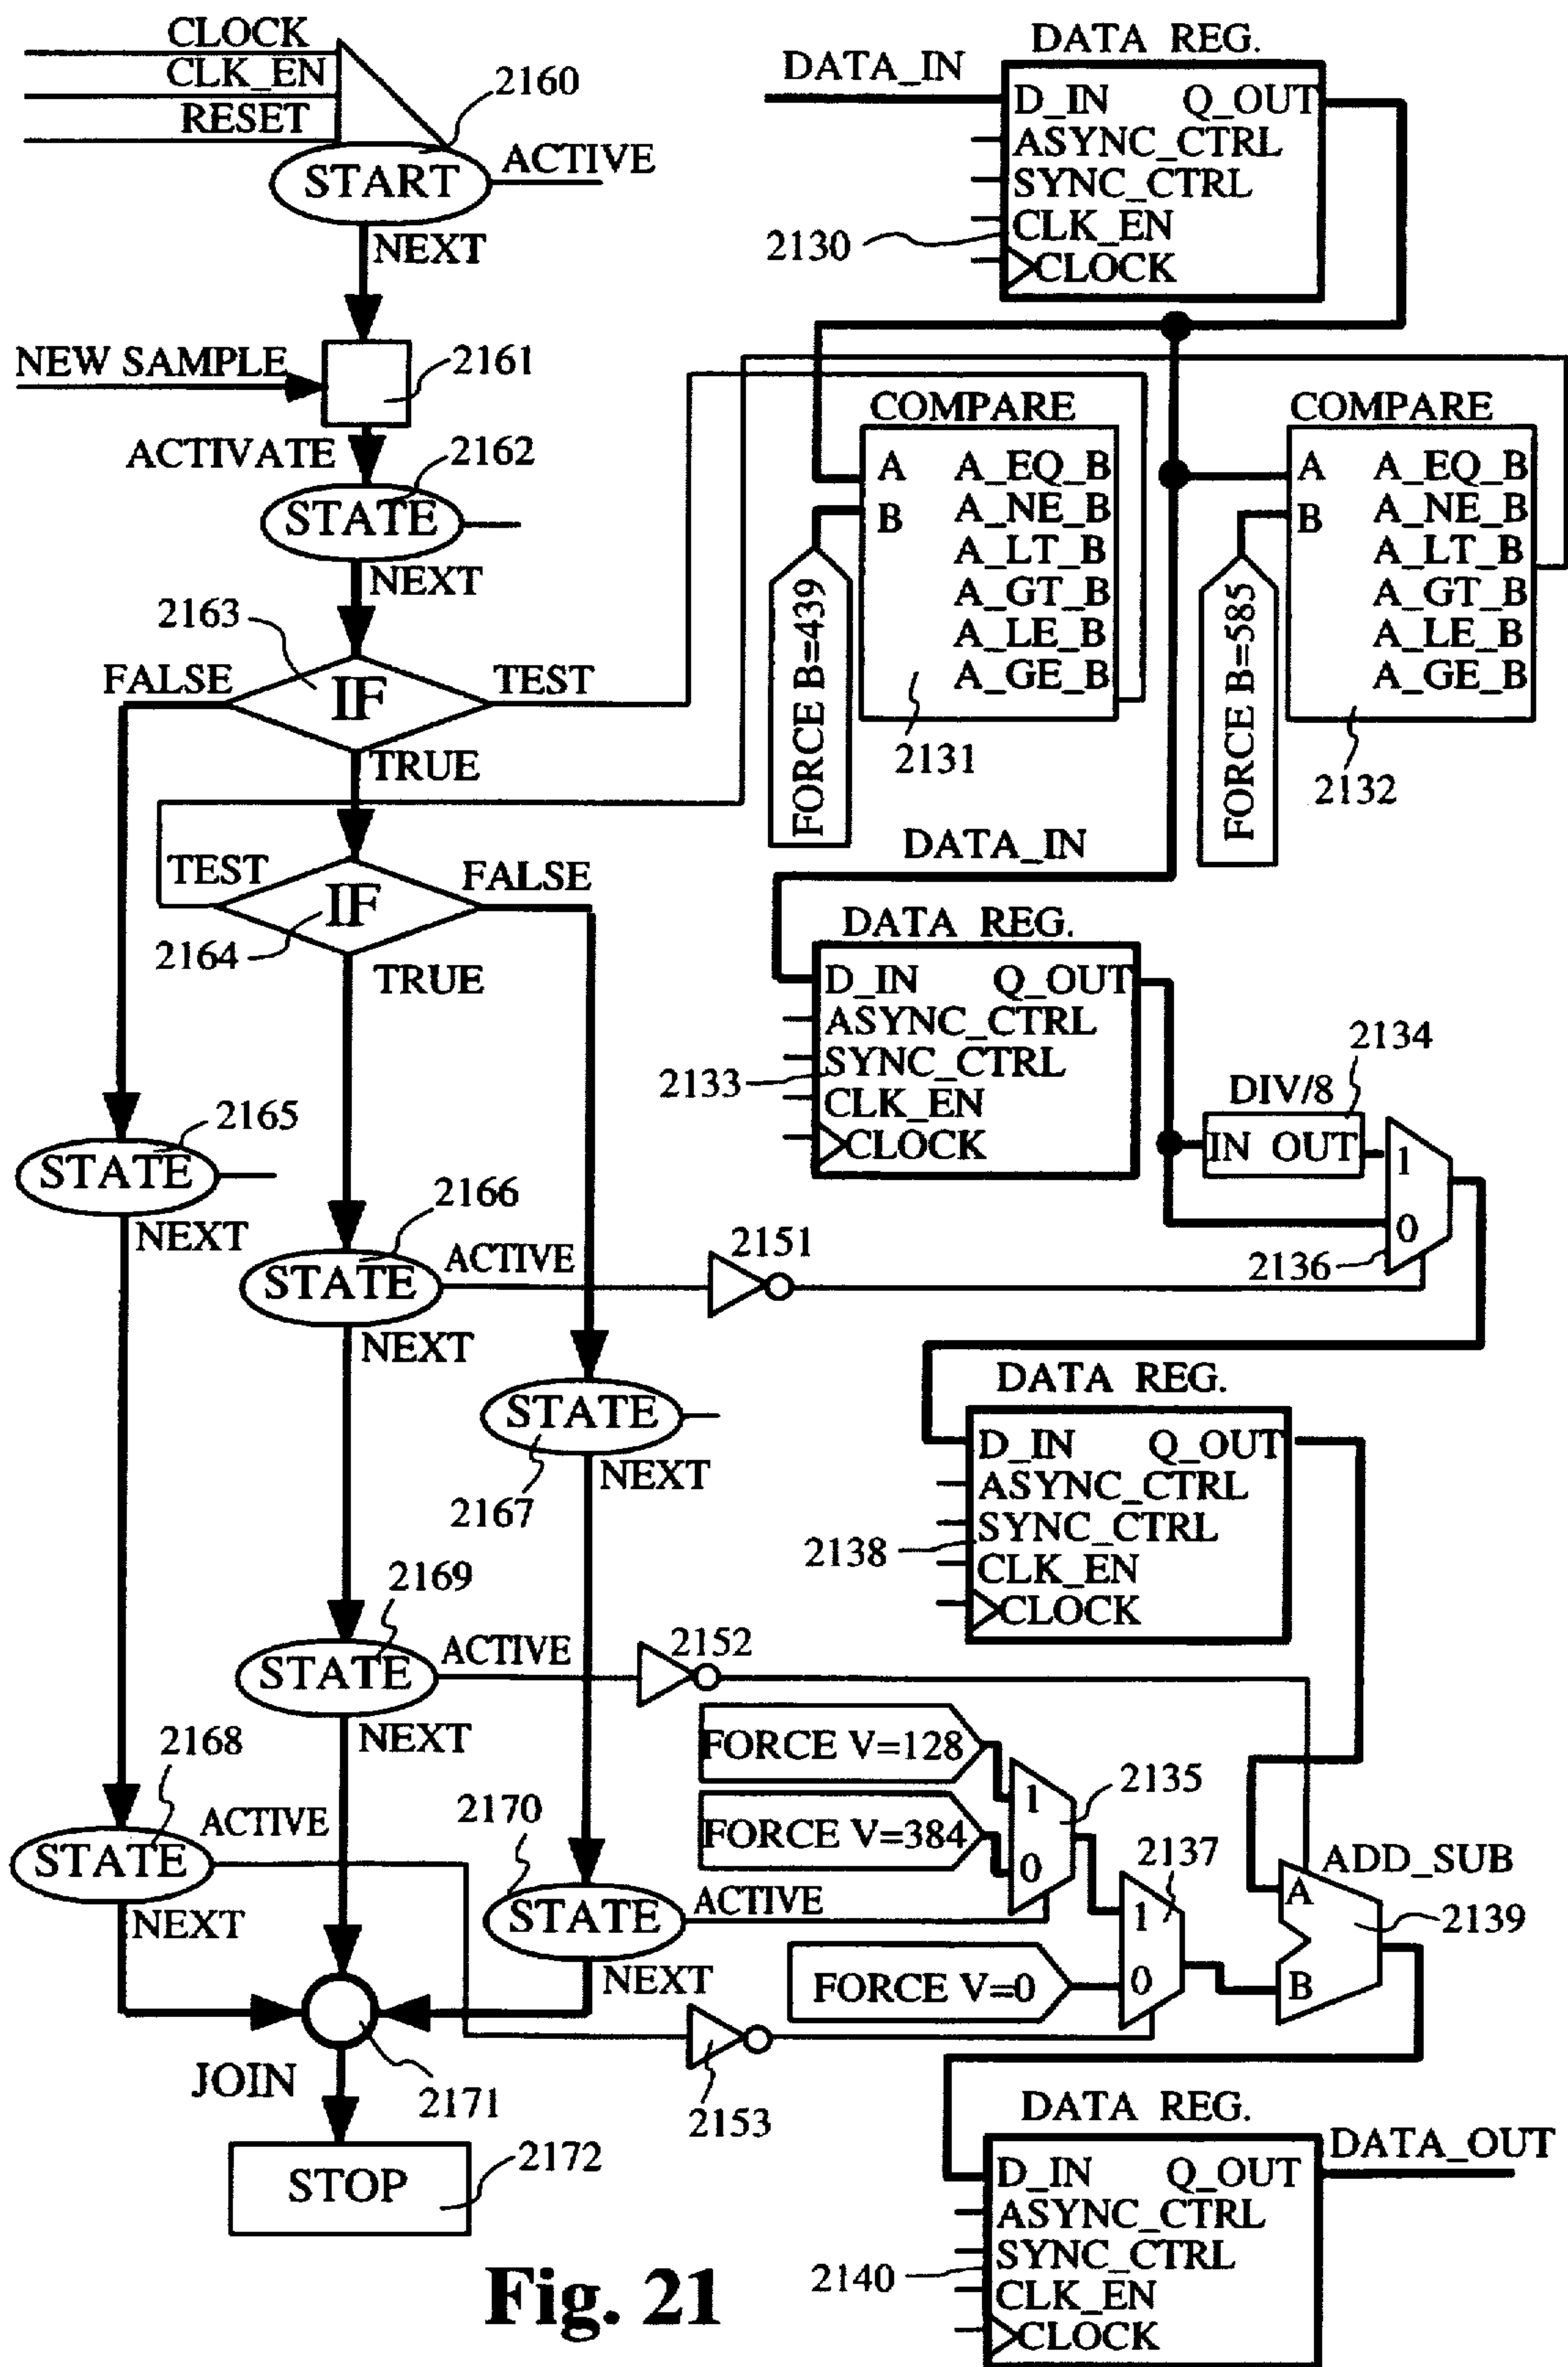 CLOCK
CLK_EN
RESET
2160
START
ACTIVE
NEXT
NEW SAMPLE
2161
ACTIVATE
2162
STATE
NEXT
2163
FALSE
IF
TEST
TRUE
TEST
IF
FALSE
2164
TRUE
2165
STATE
NEXT
2166
STATE
ACTIVE
2151
NEXT
STATE
2167
NEXT
2169
STATE
ACTIVE
2152
NEXT
2168
STATE
ACTIVE
NEXT
2170
STATE
ACTIVE
NEXT
JOIN
2171
2153
STOP
2172
DATA_IN
DATA REG.
D_IN Q_OUT
ASYNC_CTRL
SYNC_CTRL
CLK_EN
CLOCK
2130
COMPARE
A A_EQ_B
B A_NE_B
A_LT_B
A_GT_B
A_LE_B
A_GE_B
FORCE B=439
2131
COMPARE
A A_EQ_B
B A_NE_B
A_LT_B
A_GT_B
A_LE_B
A_GE_B
FORCE B=585
2132
DATA_IN
DATA REG.
D_IN Q_OUT
ASYNC_CTRL
SYNC_CTRL
CLK_EN
CLOCK
2133
2134
DIV/8
IN OUT
1
0
2136
DATA REG.
D_IN Q_OUT
ASYNC_CTRL
SYNC_CTRL
CLK_EN
CLOCK
2138
FORCE V=128
FORCE V=384
1
0
2135
FORCE V=0
1
0
2137
ADD_SUB
A
B
2139
DATA REG.
D_IN Q_OUT
ASYNC_CTRL
SYNC_CTRL
CLK_EN
CLOCK
2140
DATA_OUT
Fig. 21